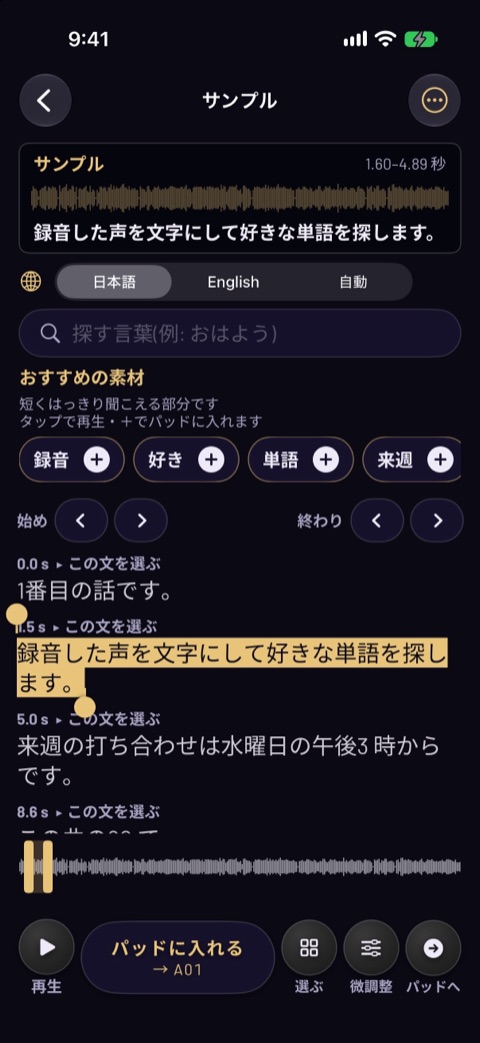 9:41
サンプル
サンプル
1.60–4.89 秒
録音した声を文字にして好きな単語を探します。
日本語 English 自動
探す言葉(例: おはよう)
おすすめの素材
短くはっきり聞こえる部分です
タップで再生・＋でパッドに入れます
録音 好き 単語 来週
始め 終わり
0.0 s ▸ この文を選ぶ
1番目の話です。
1.5 s ▸ この文を選ぶ
録音した声を文字にして好きな単語を探し
ます。
5.0 s ▸ この文を選ぶ
来週の打ち合わせは水曜日の午後3 時から
です。
8.6 s ▸ この文を選ぶ
パッドに入れる
→ A01
再生 選ぶ 微調整 パッドへ